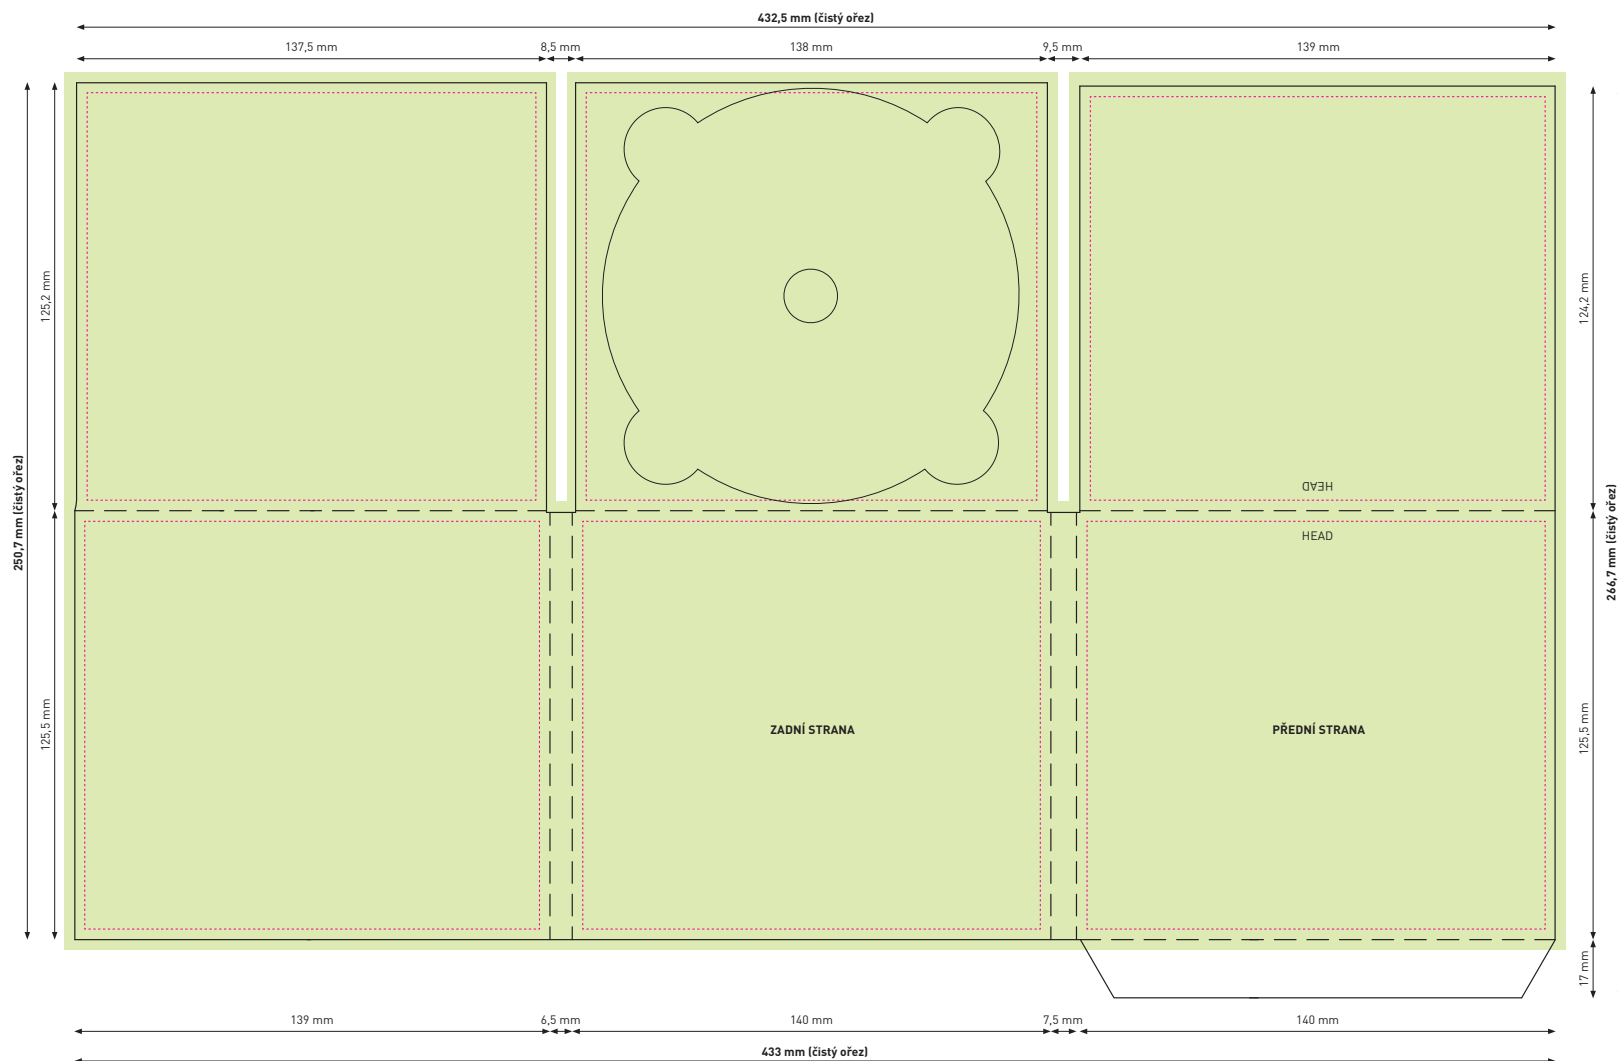 432,5 mm (čistý ořez)
137,5 mm
8,5 mm
138 mm
9,5 mm
139 mm
125,2 mm
124,2 mm
HEAD
250,7 mm (čistý ořez)
266,7 mm (čistý ořez)
HEAD
125,5 mm
ZADNÍ STRANA
PŘEDNÍ STRANA
125,5 mm
17 mm
139 mm
6,5 mm
140 mm
7,5 mm
140 mm
433 mm (čistý ořez)